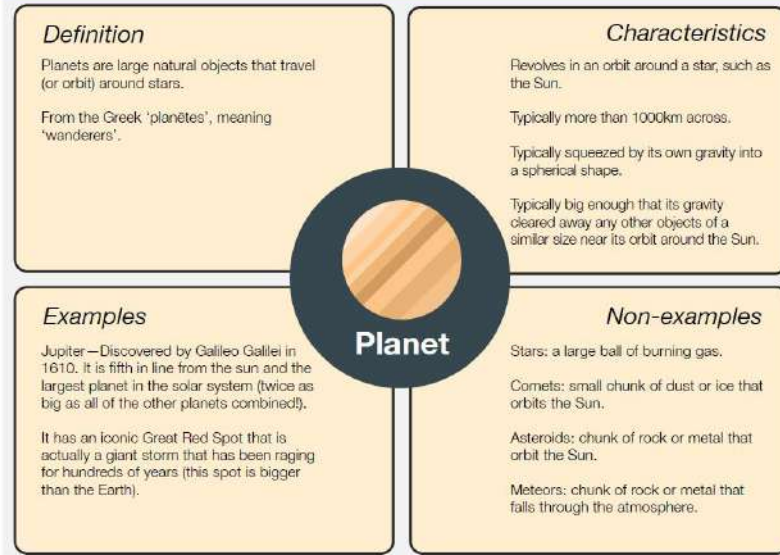 Definition
Planets are large natural objects that travel
(or orbit) around stars.
From the Greek ‘planētes’, meaning
‘wanderers’.
Characteristics
Revolves in an orbit around a star, such as
the Sun.
Typically more than 1000km across.
Typically squeezed by its own gravity into
a spherical shape.
Typically big enough that its gravity
cleared away any other objects of a
similar size near its orbit around the Sun.
Planet
Examples
Jupiter—Discovered by Galileo Galilei in
1610. It is fifth in line from the sun and the
largest planet in the solar system (twice as
big as all of the other planets combined!).
It has an iconic Great Red Spot that is
actually a giant storm that has been raging
for hundreds of years (this spot is bigger
than the Earth).
Non-examples
Stars: a large ball of burning gas.
Comets: small chunk of dust or ice that
orbits the Sun.
Asteroids: chunk of rock or metal that
orbit the Sun.
Meteors: chunk of rock or metal that
falls through the atmosphere.